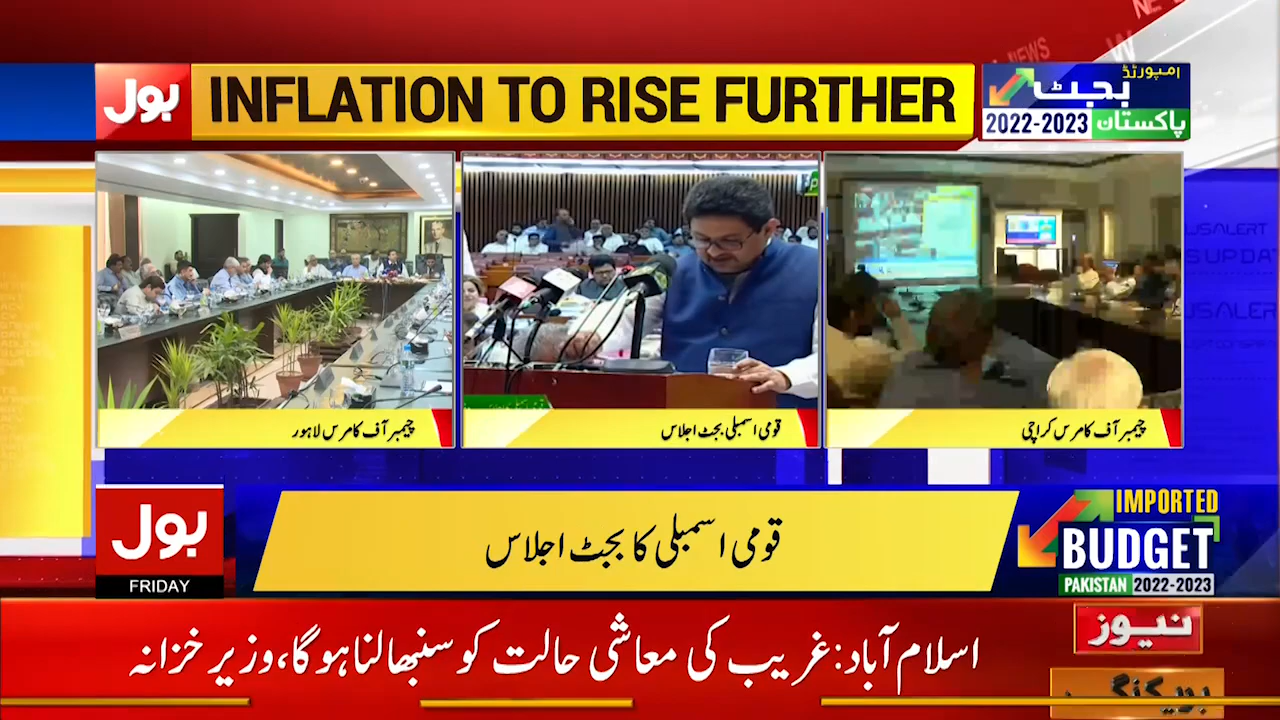 بول
INFLATION TO RISE FURTHER
امپورٹڈ
بجٹ
2022-2023 پاکستان
چیمبر آف کامرس لاہور
قومی اسمبلی بجٹ اجلاس
چیمبر آف کامرس کراچی
بول
FRIDAY
قومی اسمبلی کا بجٹ اجلاس
IMPORTED
BUDGET
PAKISTAN 2022-2023
اسلام آباد: غریب کی معاشی حالت کو سنبھالنا ہوگا، وزیر خزانہ
نیوز